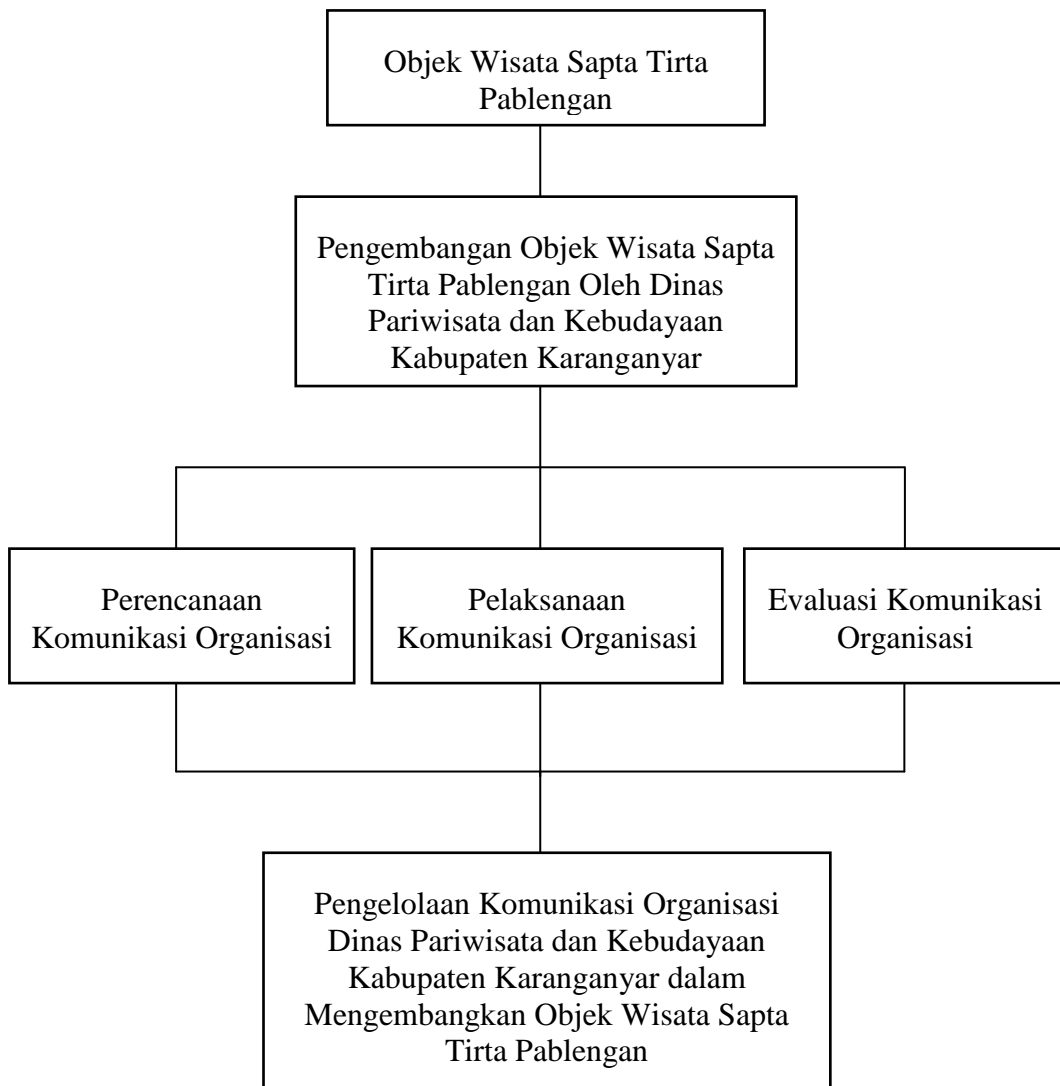 Objek Wisata Sapta Tirta
Pablengan
Pengembangan Objek Wisata Sapta
Tirta Pablengan Oleh Dinas
Pariwisata dan Kebudayaan
Kabupaten Karanganyar
Perencanaan
Komunikasi Organisasi
Pelaksanaan
Komunikasi Organisasi
Evaluasi Komunikasi
Organisasi
Pengelolaan Komunikasi Organisasi
Dinas Pariwisata dan Kebudayaan
Kabupaten Karanganyar dalam
Mengembangkan Objek Wisata Sapta
Tirta Pablengan